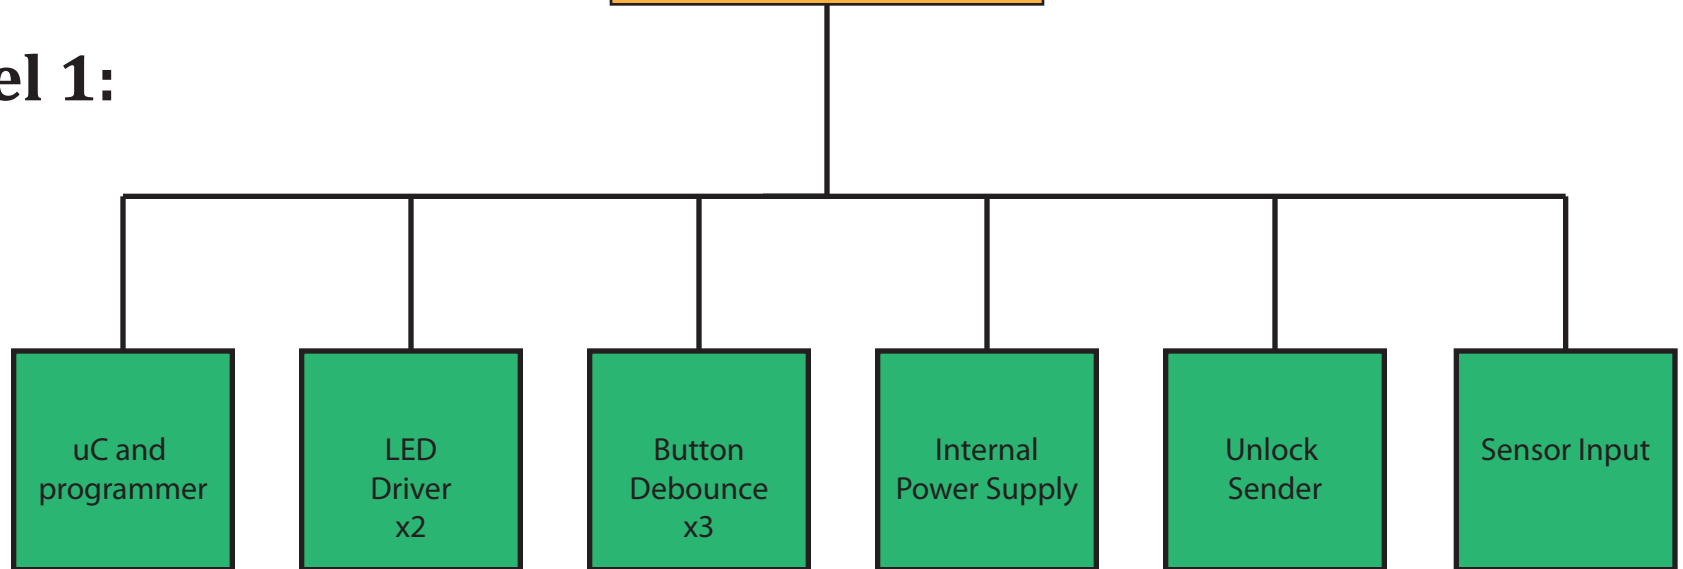 el 1:
uC and
programmer
LED
Driver
x2
Button
Debounce
x3
Internal
Power Supply
Unlock
Sender
Sensor Input